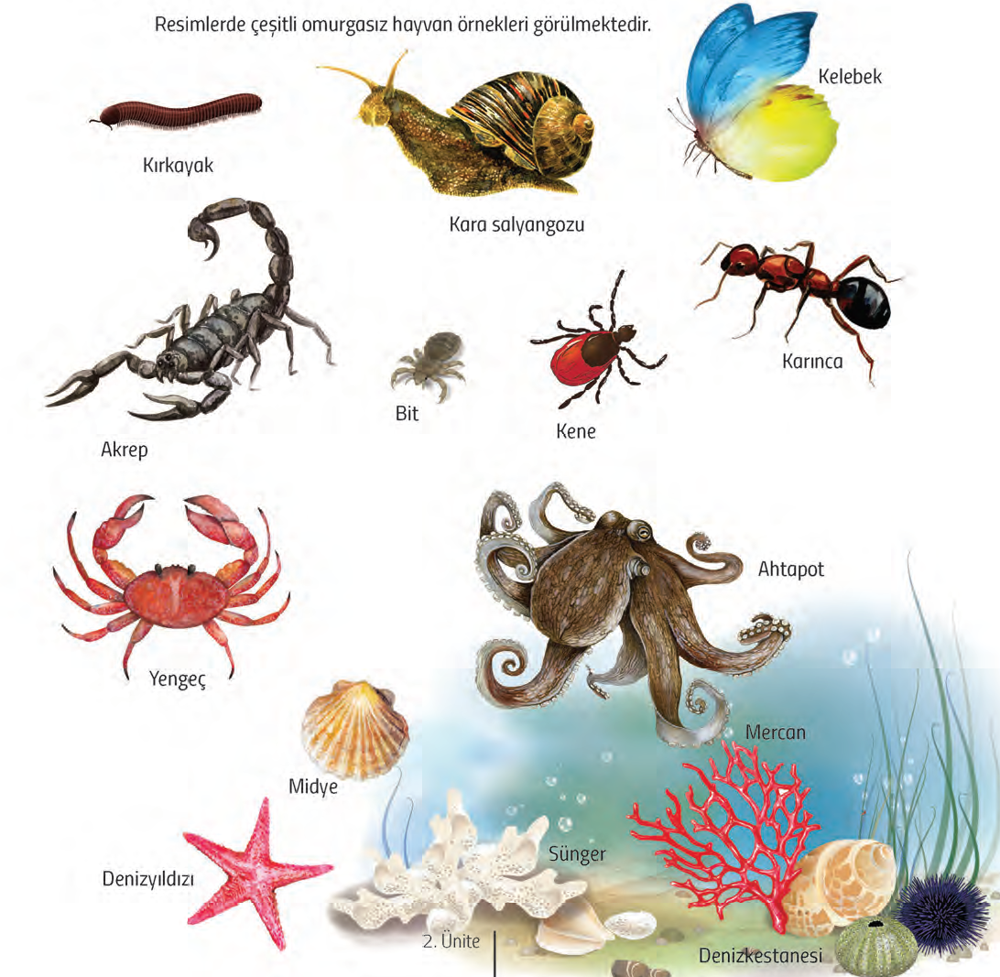 Resimlerde çeşitli omurgasız hayvan örnekleri görülmektedir.
Kelebek
Kırkayak
Kara salyangozu
Karınca
Bit
Kene
Akrep
Ahtapot
Yengeç
Mercan
Midye
Sünger
Denizyıldızı
2. Ünite
Denizkestanesi